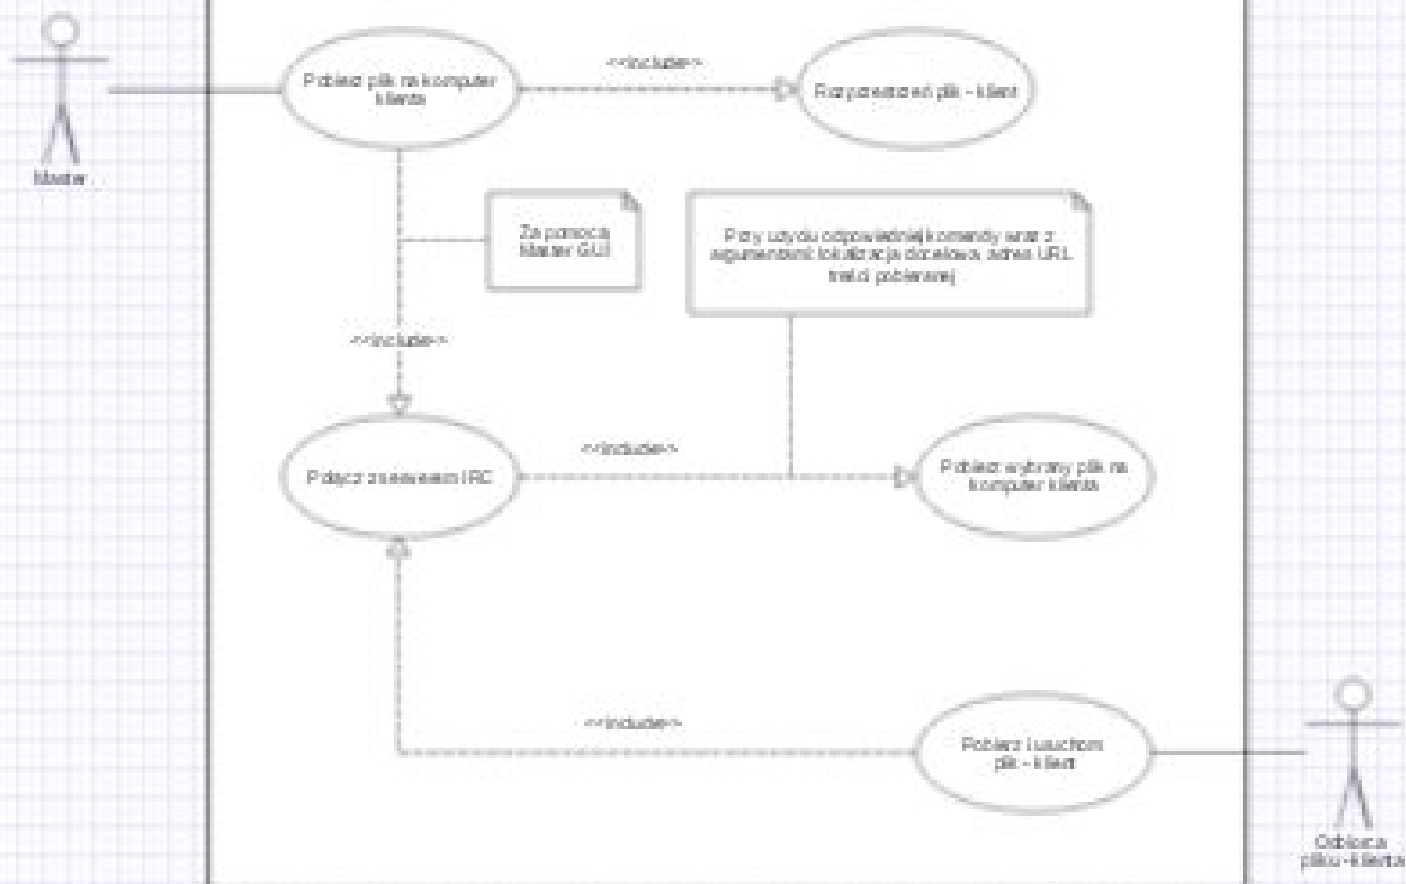 <<include>>
Pobierz plik na komputer
klienta
Rozprzestrzeń plik - klient
Master
Za pomocą
Master GUI
Przy użyciu odpowiedniej komendy wraz z
argumentami: lokalizacja docelowa, adres URL
treści pobieranej
<<include>>
<<include>>
Połącz z serwerem IRC
Pobierz wybrany plik na
komputer klienta
<<include>>
Pobierz i uruchom
plik - klient
Odbiorca
pliku - klienta